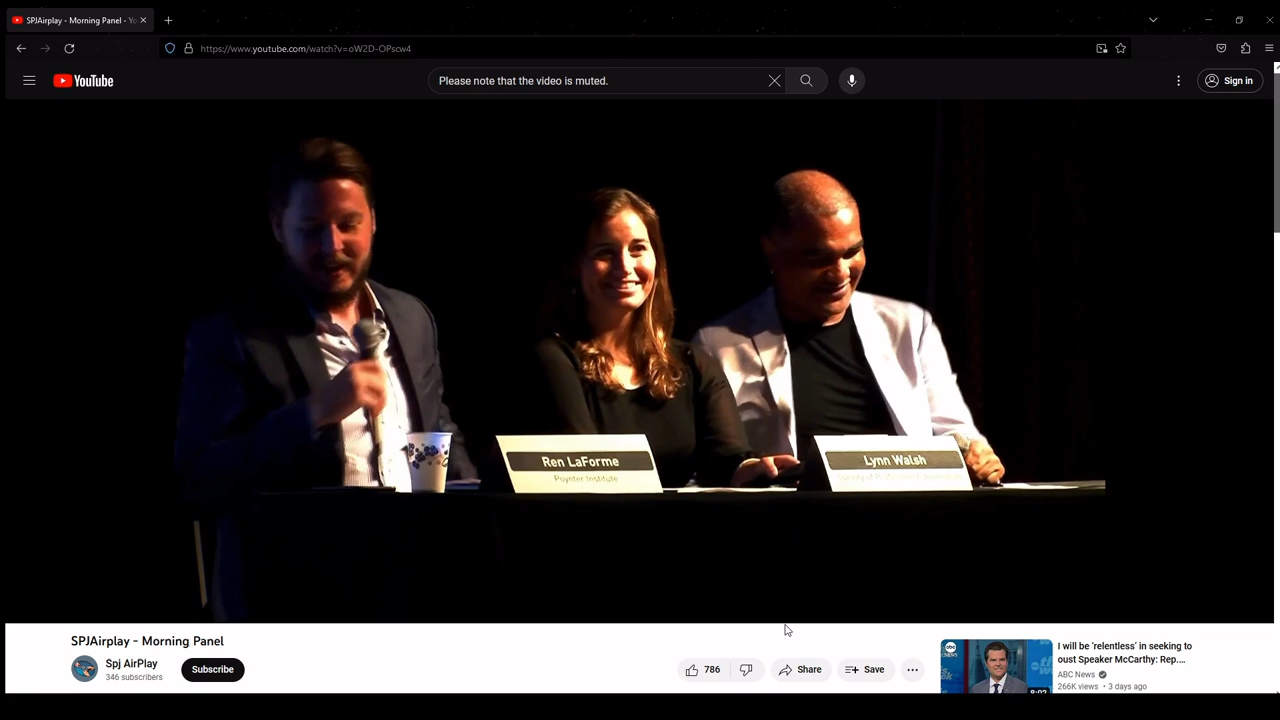 SPJAirplay - Morning Panel - Yo
https://www.youtube.com/watch?v=oW2D-OPscw4
YouTube
Please note that the video is muted.
Sign in
Ren LaForme
Poynter Institute
Lynn Walsh
SPJAirplay - Morning Panel
Spj AirPlay
346 subscribers
Subscribe
786
Share
Save
I will be 'relentless' in seeking to
oust Speaker McCarthy: Rep....
ABC News
266K views • 3 days ago
8:02